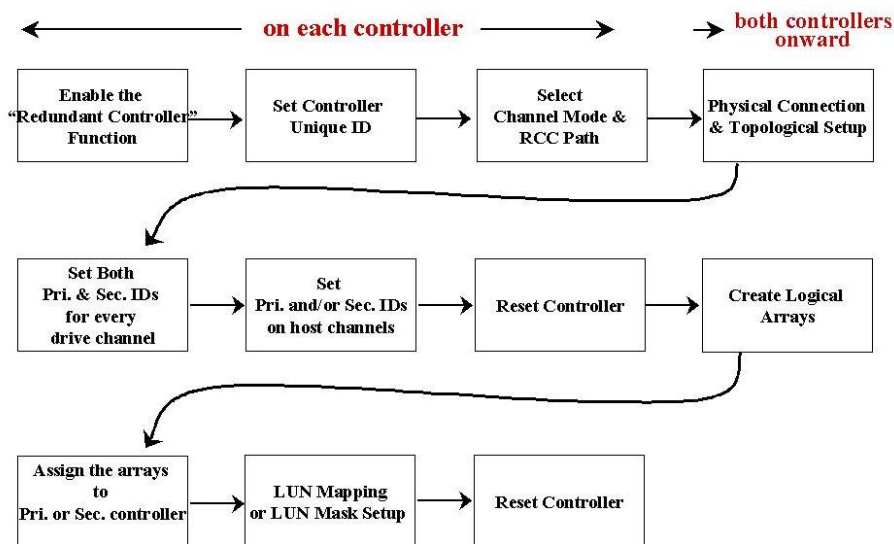 on each controller
both controllers
onward
Enable the
“Redundant Controller”
Function
Set Controller
Unique ID
Select
Channel Mode &
RCC Path
Physical Connection
& Topological Setup
Set Both
Pri. & Sec. IDs
for every
drive channel
Set
Pri. and/or Sec. IDs
on host channels
Reset Controller
Create Logical
Arrays
Assign the arrays
to
Pri. or Sec. controller
LUN Mapping
or LUN Mask Setup
Reset Controller